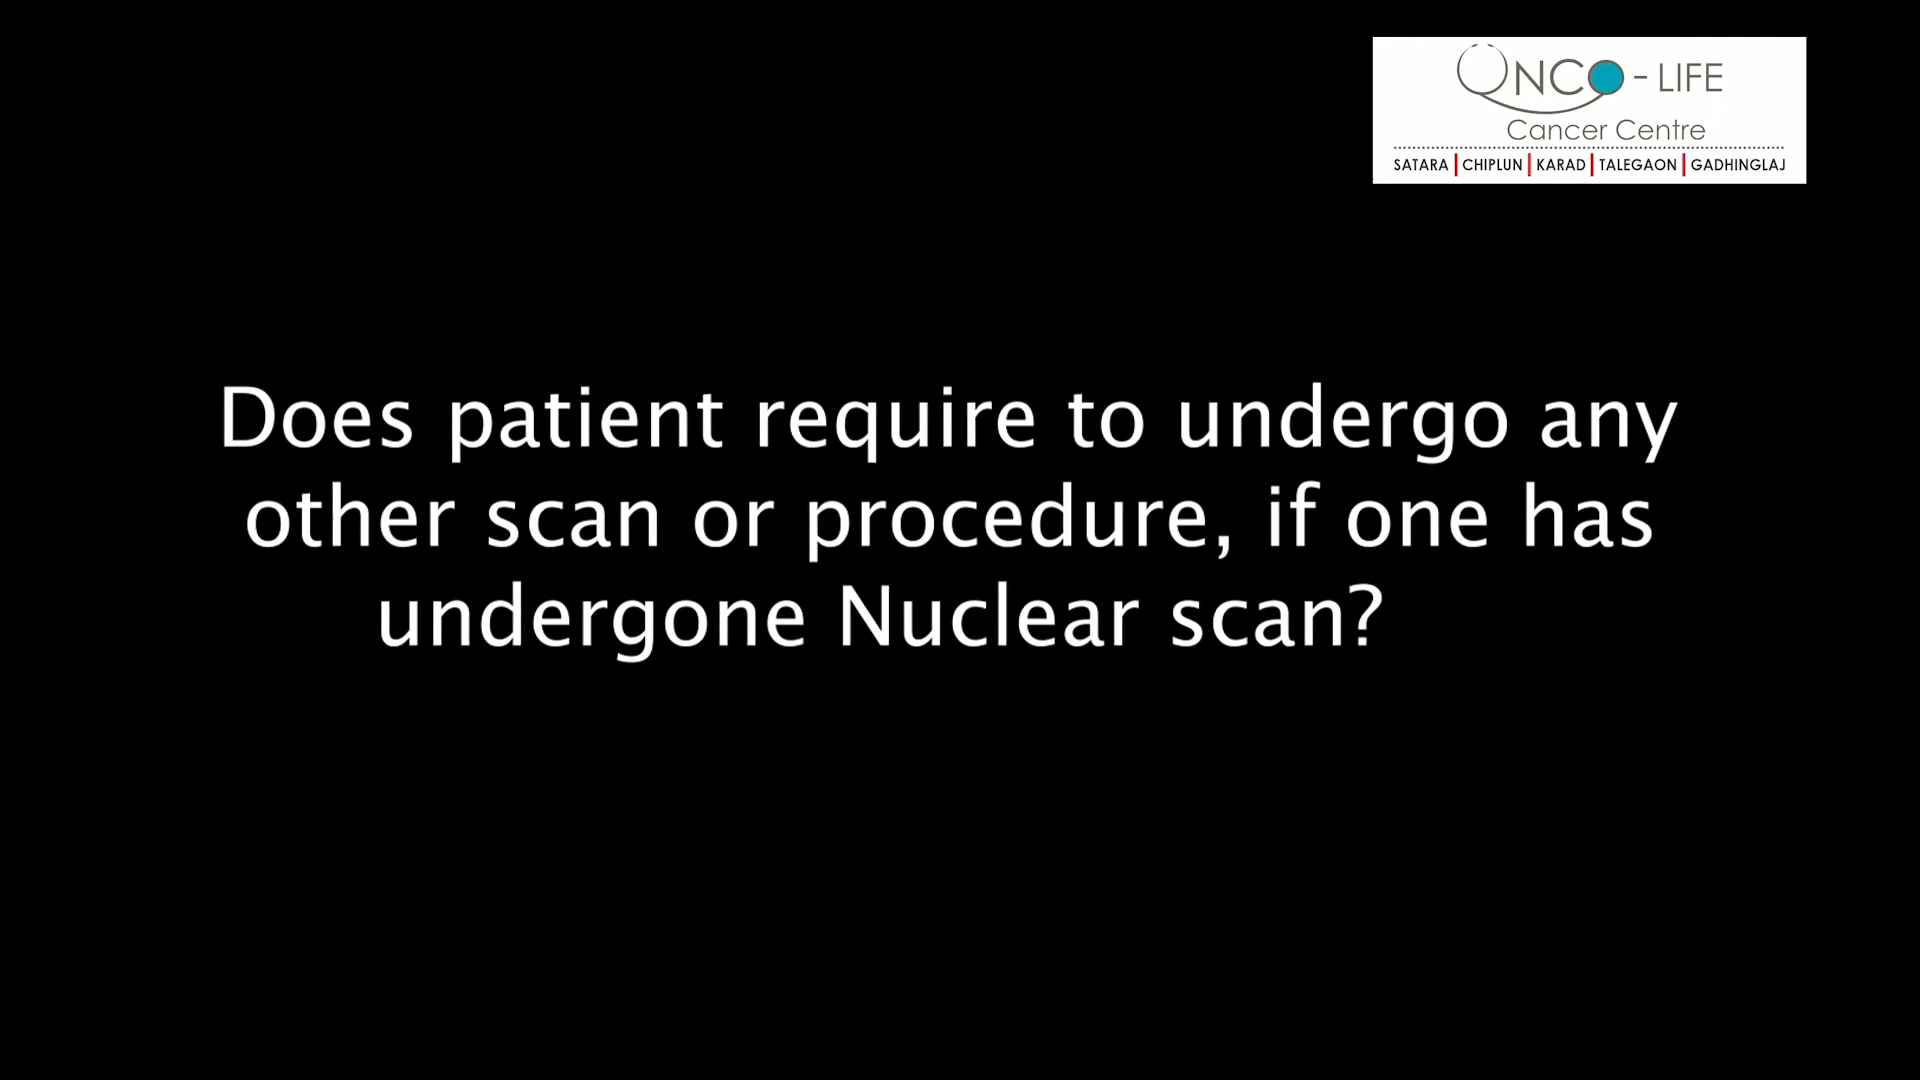 ONCO - LIFE
Cancer Centre
SATARA | CHIPLUN | KARAD | TALEGAON | GADHINGLAJ
Does patient require to undergo any
other scan or procedure, if one has
undergone Nuclear scan?